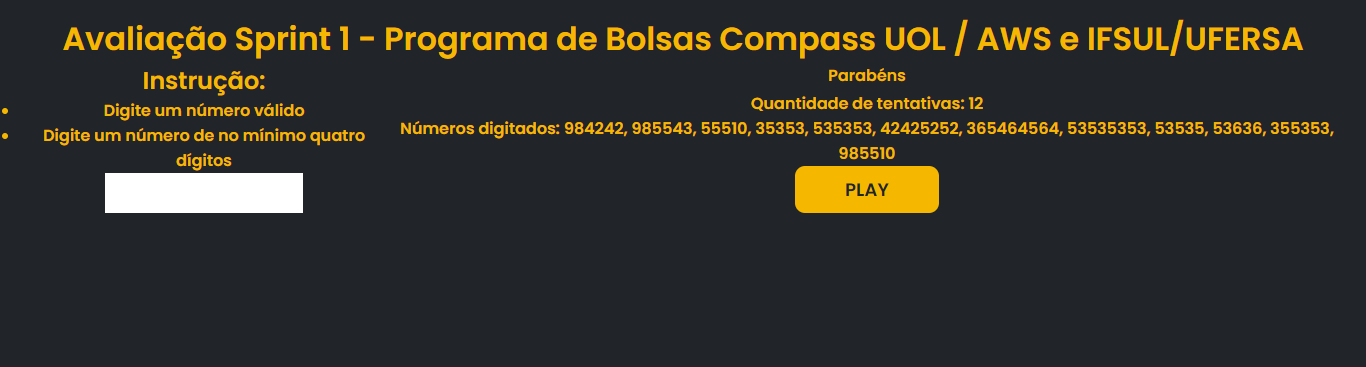 Avaliação Sprint 1 - Programa de Bolsas Compass UOL / AWS e IFSUL/UFERSA
Instrução:
Digite um número válido
Digite um número de no mínimo quatro
dígitos
Parabéns
Quantidade de tentativas: 12
Números digitados: 984242, 985543, 55510, 35353, 535353, 42425252, 365464564, 53535353, 53535, 53636, 355353,
985510
PLAY